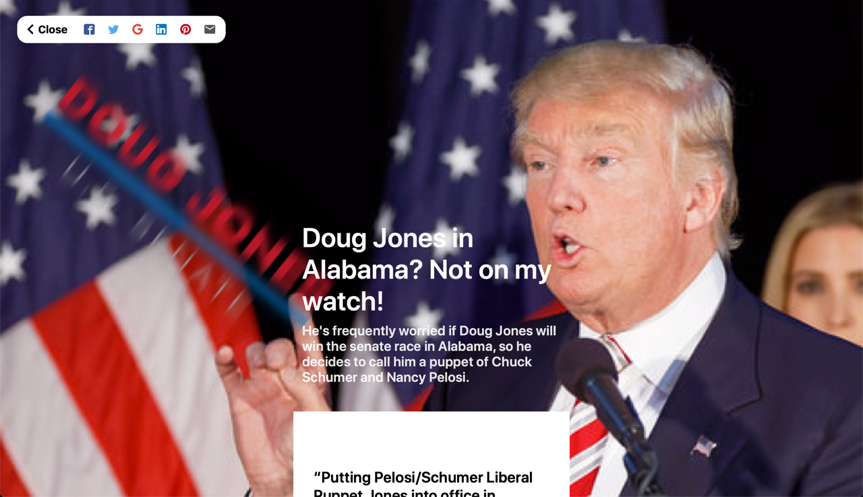 Close
DOUG JONES
Doug Jones in
Alabama? Not on my
watch!
He's frequently worried if Doug Jones will
win the senate race in Alabama, so he
decides to call him a puppet of Chuck
Schumer and Nancy Pelosi.
“Putting Pelosi/Schumer Liberal
Puppet Jones into office in